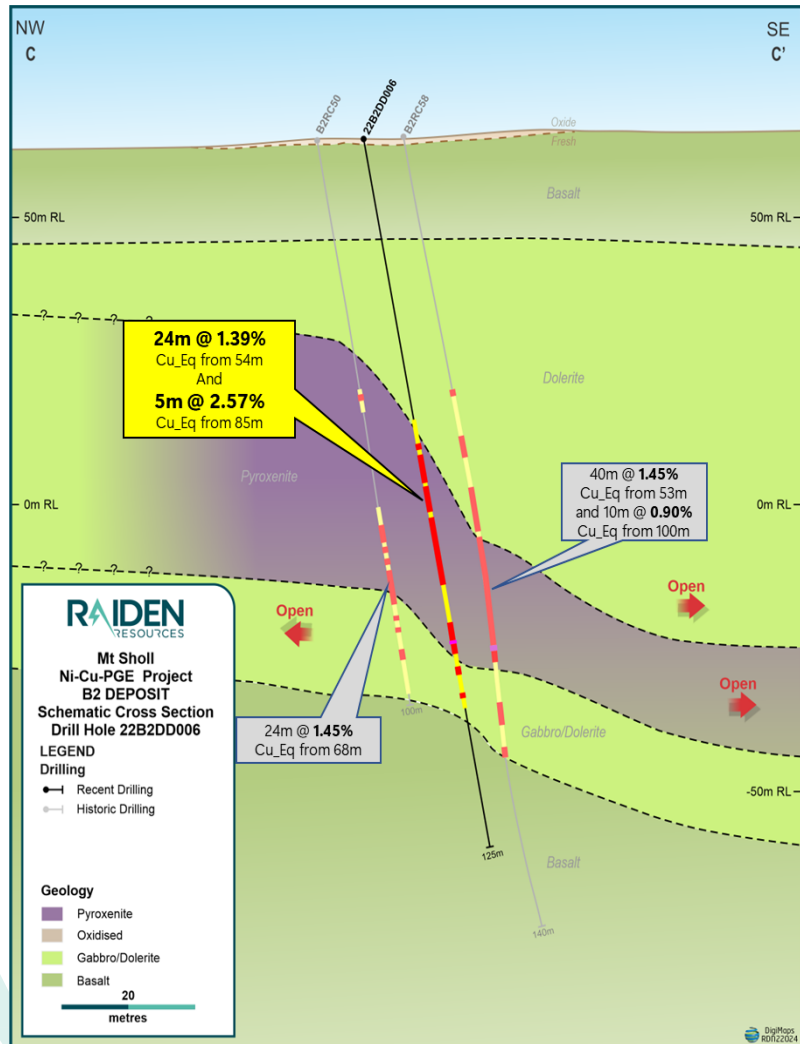 NW
SE
C
C'
B2RC50
22B2DD006
B2RC58
Oxide
Fresh
Basalt
50m RL
50m RL
?
?
?
?
24m @ 1.39%
Cu_Eq from 54m
And
5m @ 2.57%
Cu_Eq from 85m
Dolerite
Pyroxenite
40m @ 1.45%
Cu_Eq from 53m
and 10m @ 0.90%
Cu_Eq from 100m
0m RL
0m RL
?
?
?
?
Open
Open
Open
100m
24m @ 1.45%
Cu_Eq from 68m
Gabbro/Dolerite
-50m RL
125m
Basalt
140m
RAIDEN
RESOURCES
Mt Sholl
Ni-Cu-PGE Project
B2 DEPOSIT
Schematic Cross Section
Drill Hole 22B2DD006
LEGEND
Drilling
Recent Drilling
Historic Drilling
Geology
Pyroxenite
Oxidised
Gabbro/Dolerite
Basalt
20
metres
DigiMaps
RDN22024